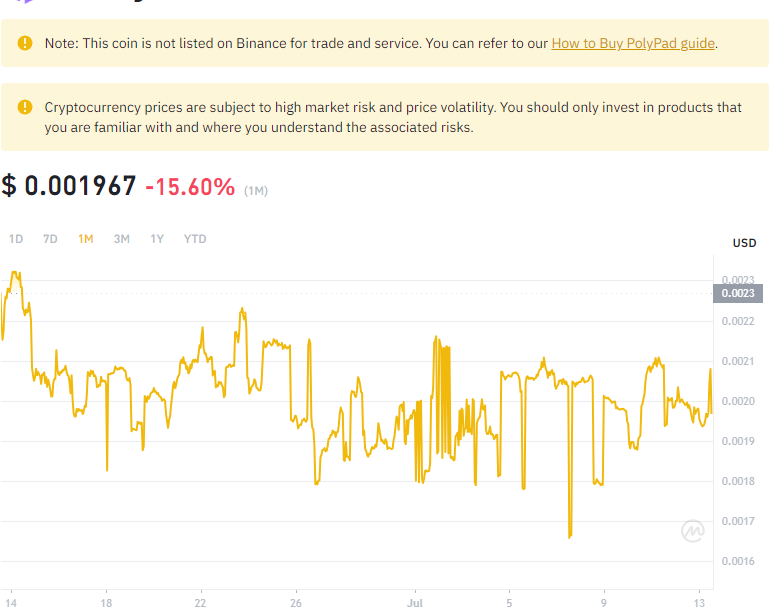 Note: This coin is not listed on Binance for trade and service. You can refer to our How to Buy PolyPad guide.
Cryptocurrency prices are subject to high market risk and price volatility. You should only invest in products that
you are familiar with and where you understand the associated risks.
$ 0.001967 -15.60% (1M)
1D 7D 1M 3M 1Y YTD
USD
0.0023
0.0023
0.0022
0.0021
0.0020
0.0019
0.0018
0.0017
0.0016
14 18 22 26 Jul 5 9 13